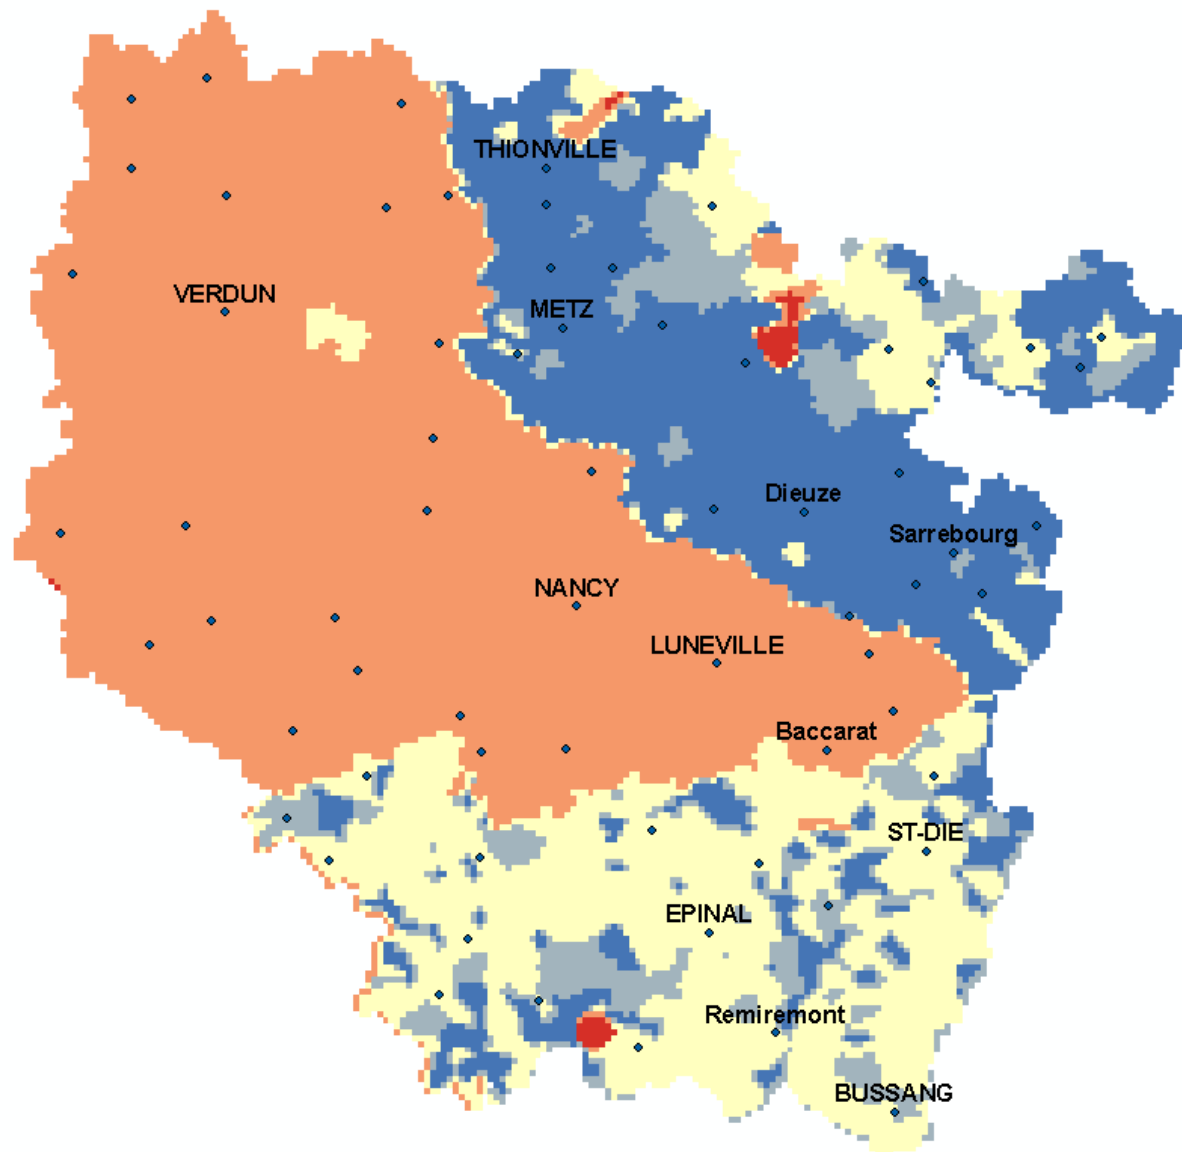 THIONVILLE
VERDUN
METZ
Dieuze
Sarrebourg
NANCY
LUNEVILLE
Baccarat
ST-DIE
EPINAL
Remiremont
BUSSANG